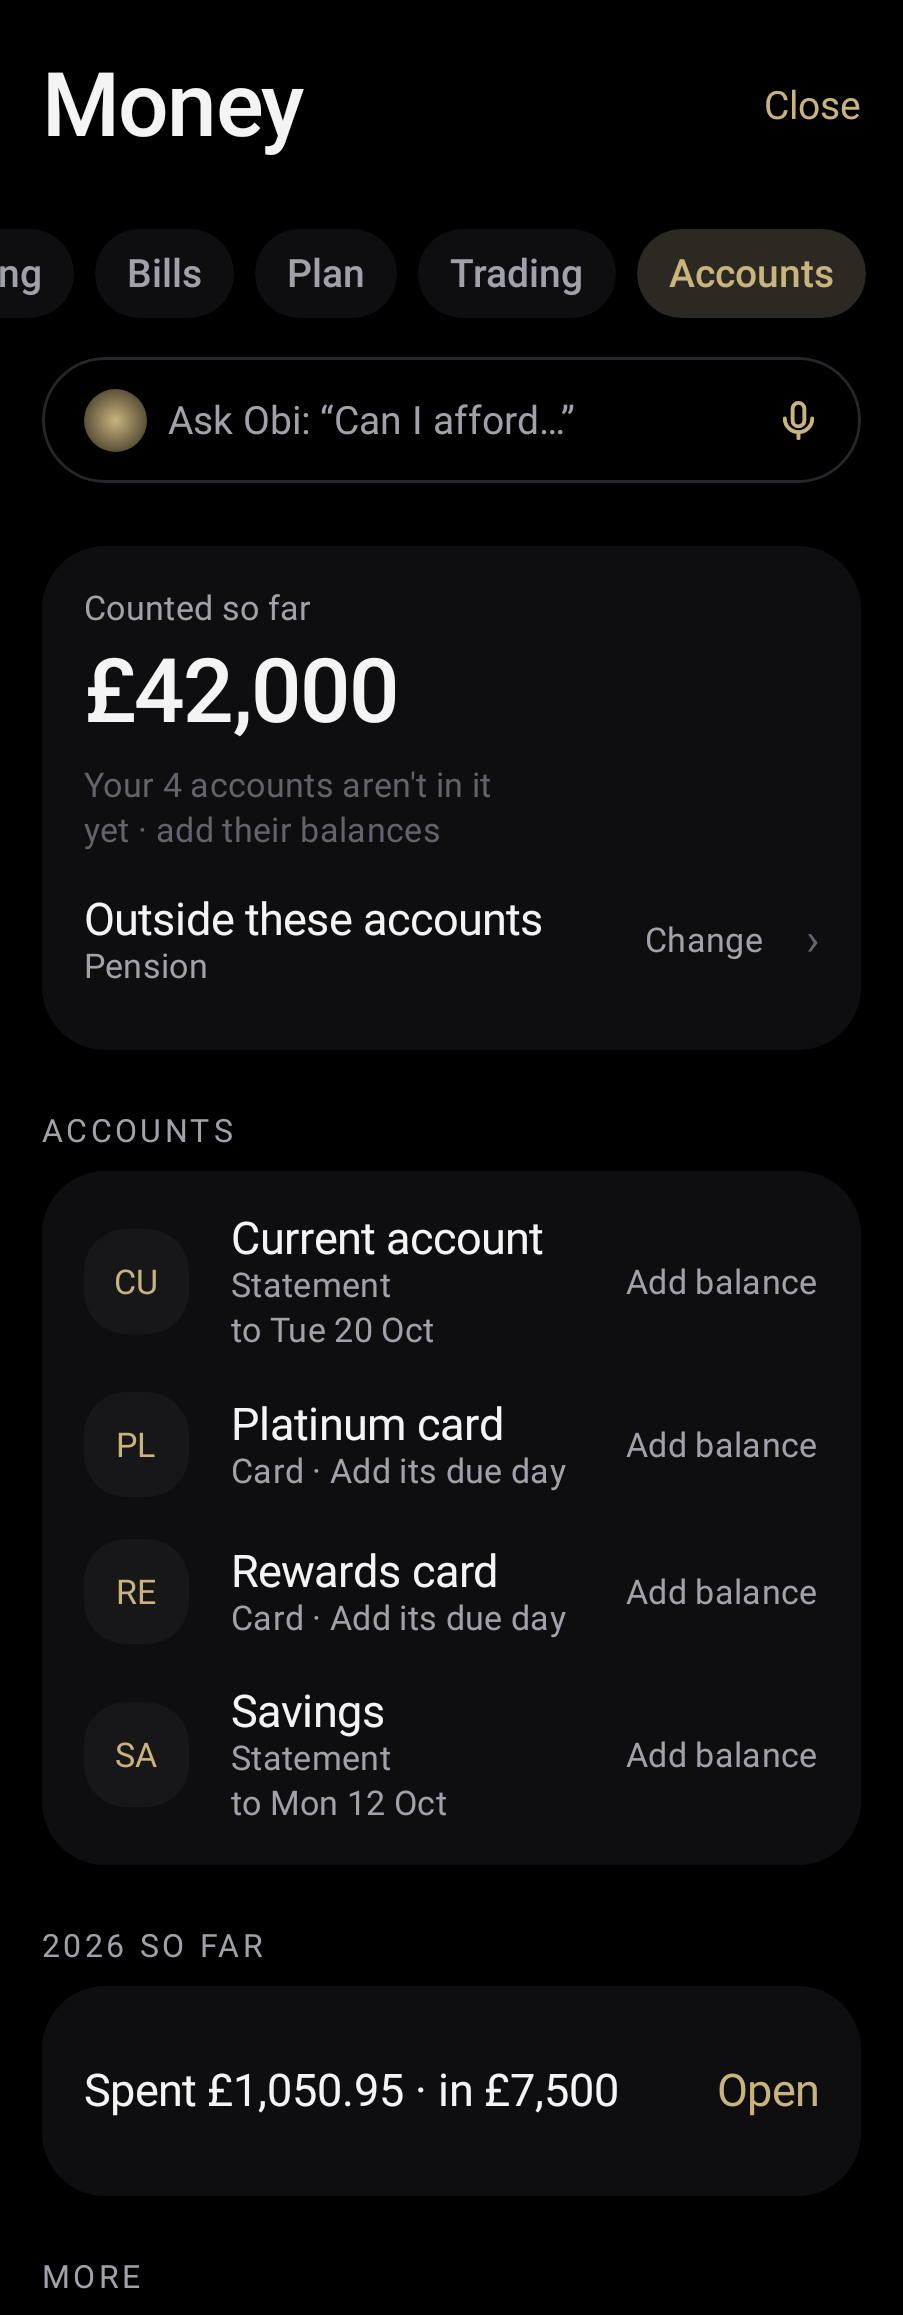 Money
Close
ng
Bills
Plan
Trading
Accounts
Ask Obi: “Can I afford…”
Counted so far
£42,000
Your 4 accounts aren't in it
yet · add their balances
Outside these accounts
Pension
Change ›
ACCOUNTS
CU
Current account
Statement
to Tue 20 Oct
Add balance
PL
Platinum card
Card · Add its due day
Add balance
RE
Rewards card
Card · Add its due day
Add balance
SA
Savings
Statement
to Mon 12 Oct
Add balance
2026 SO FAR
Spent £1,050.95 · in £7,500
Open
MORE